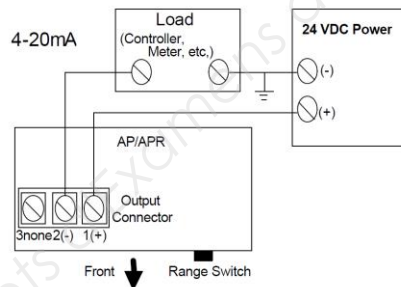 4-20mA
Load
(Controller,
Meter, etc,)
24 VDC Power
(-)
(+)
AP/APR
Output
Connector
3none 2(-) 1(+)
Front
Range Switch